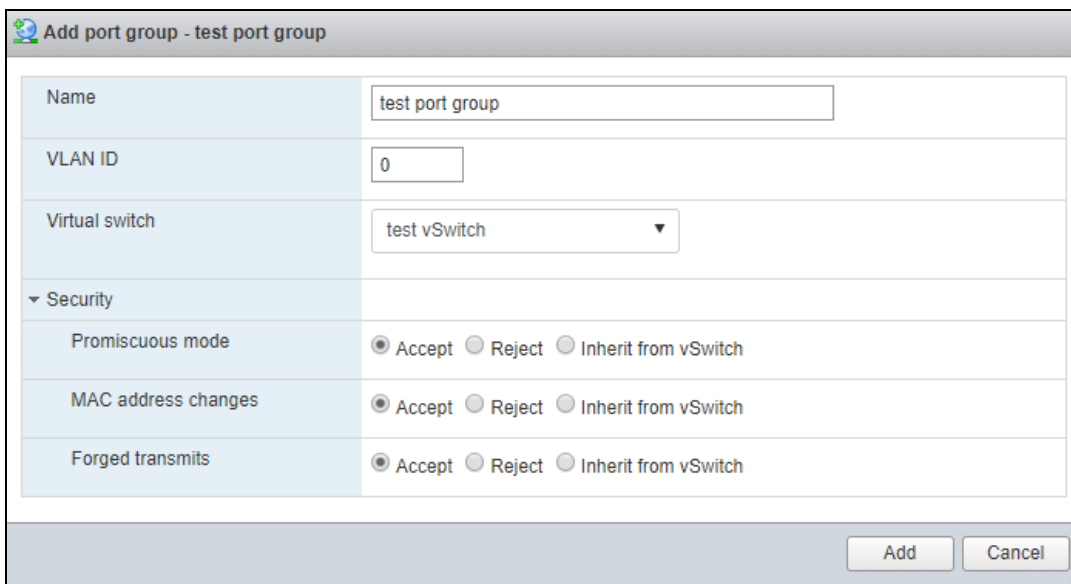 Add port group - test port group
Name test port group
VLAN ID 0
Virtual switch test vSwitch
Security
Promiscuous mode Accept Reject Inherit from vSwitch
MAC address changes Accept Reject Inherit from vSwitch
Forged transmits Accept Reject Inherit from vSwitch
Add Cancel